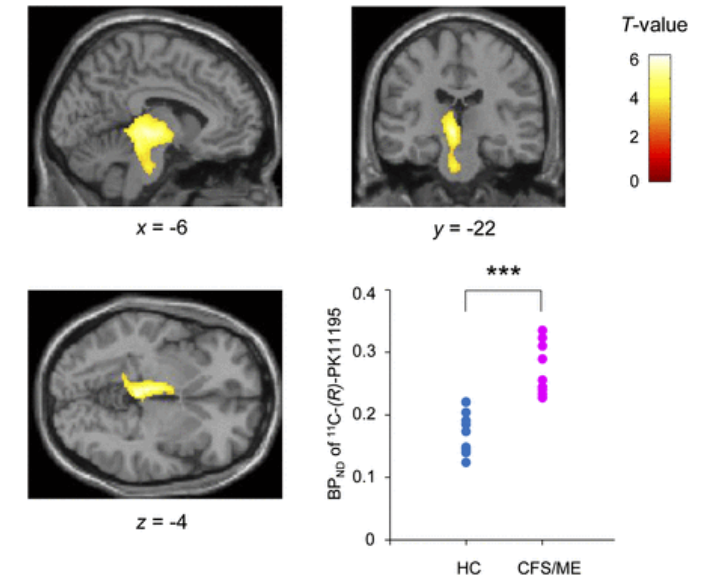 T-value
6
4
2
0
x = -6
y = -22
z = -4
***
0.4
0.3
0.2
0.1
0
BPND of 11C-(R)-PK11195
HC
CFS/ME